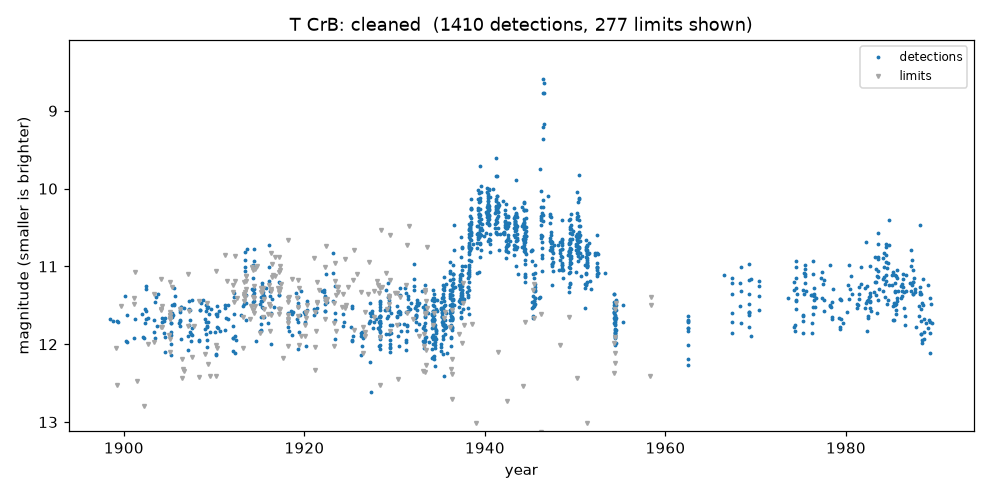 T CrB: cleaned  (1410 detections, 277 limits shown)
detections
limits
magnitude (smaller is brighter)
9
10
11
12
13
1900
1920
1940
1960
1980
year